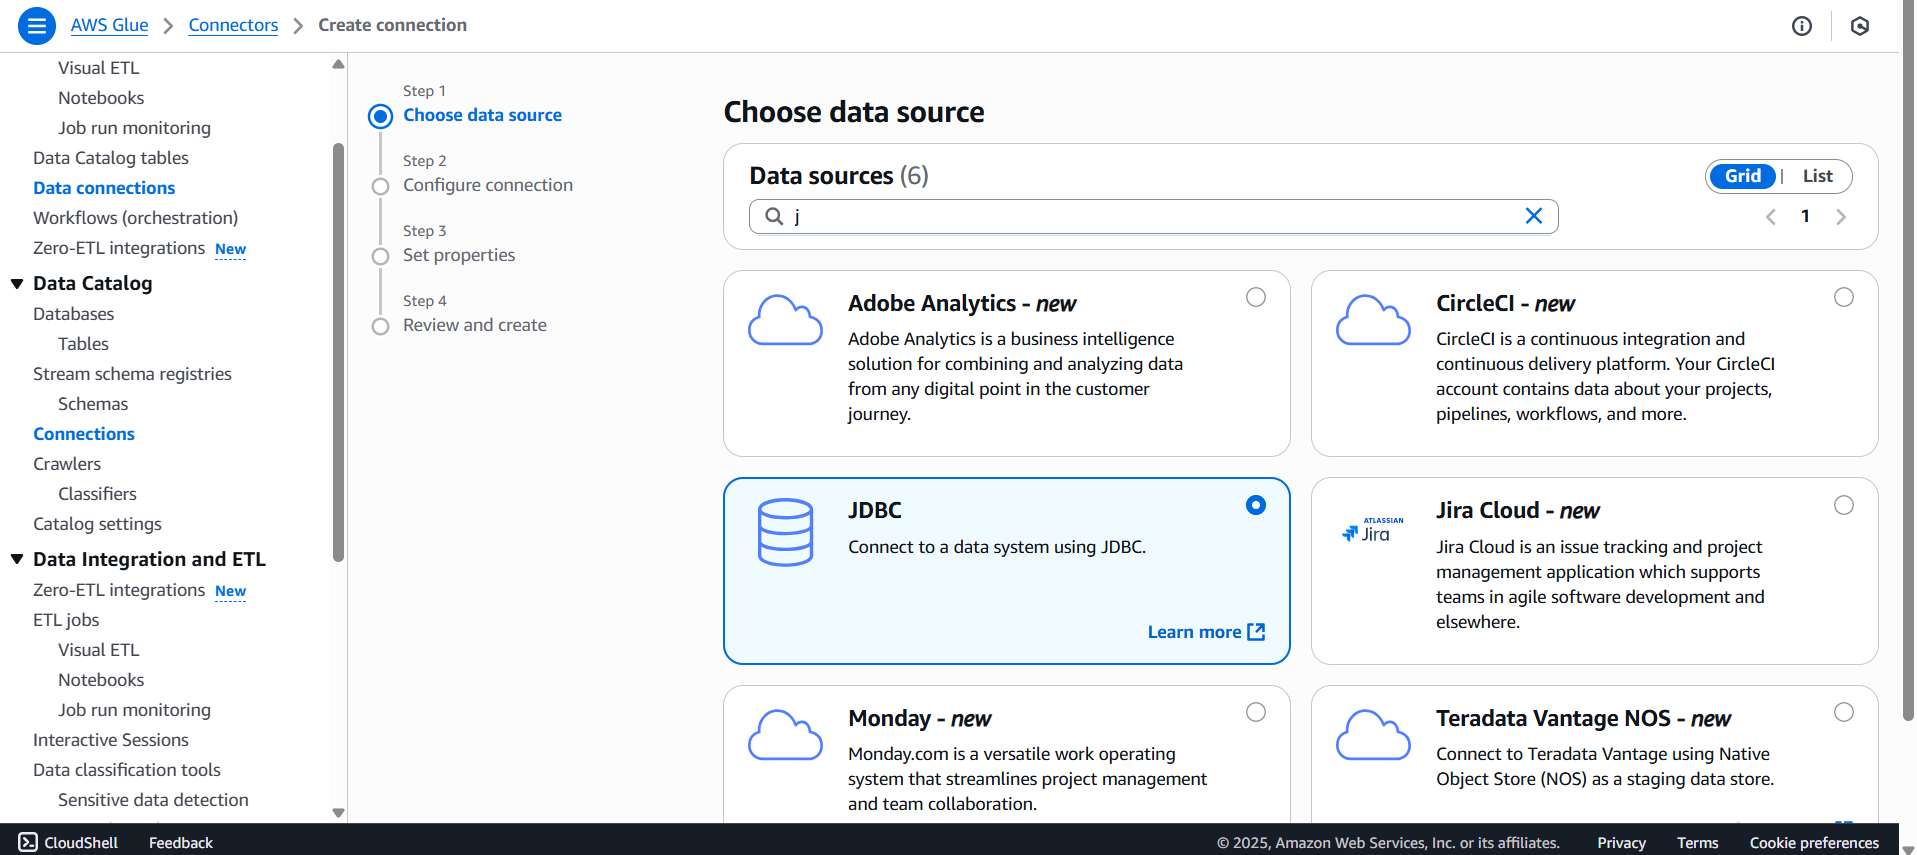 AWS Glue
Connectors
Create connection
Visual ETL
Notebooks
Job run monitoring
Data Catalog tables
Data connections
Workflows (orchestration)
Zero-ETL integrations New
Data Catalog
Databases
Tables
Stream schema registries
Schemas
Connections
Crawlers
Classifiers
Catalog settings
Data Integration and ETL
Zero-ETL integrations New
ETL jobs
Visual ETL
Notebooks
Job run monitoring
Interactive Sessions
Data classification tools
Sensitive data detection
Step 1
Choose data source
Step 2
Configure connection
Step 3
Set properties
Step 4
Review and create
Choose data source
Data sources (6)
Grid | List
j
1
Adobe Analytics - new
Adobe Analytics is a business intelligence
solution for combining and analyzing data
from any digital point in the customer
journey.
CircleCI - new
CircleCI is a continuous integration and
continuous delivery platform. Your CircleCI
account contains data about your projects,
pipelines, workflows, and more.
JDBC
Connect to a data system using JDBC.
Learn more
ATLASSIAN
Jira
Jira Cloud - new
Jira Cloud is an issue tracking and project
management application which supports
teams in agile software development and
elsewhere.
Monday - new
Monday.com is a versatile work operating
system that streamlines project management
and team collaboration.
Teradata Vantage NOS - new
Connect to Teradata Vantage using Native
Object Store (NOS) as a staging data store.
CloudShell
Feedback
© 2025, Amazon Web Services, Inc. or its affiliates.
Privacy
Terms
Cookie preferences